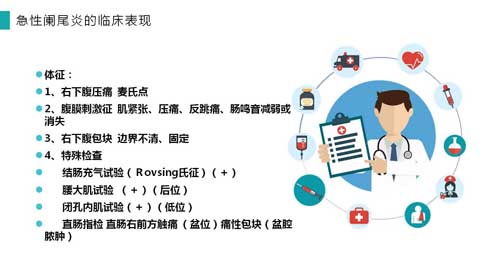 急性阑尾炎的临床表现
体征：
1、右下腹压痛 麦氏点
2、腹膜刺激征 肌紧张、压痛、反跳痛、肠鸣音减弱或
消失
3、右下腹包块 边界不清、固定
4、特殊检查
结肠充气试验（Rovsing氏征）（+）
腰大肌试验 （+）（后位）
闭孔内肌试验（+）（低位）
直肠指检 直肠右前方触痛 （盆位）痛性包块（盆腔
脓肿）